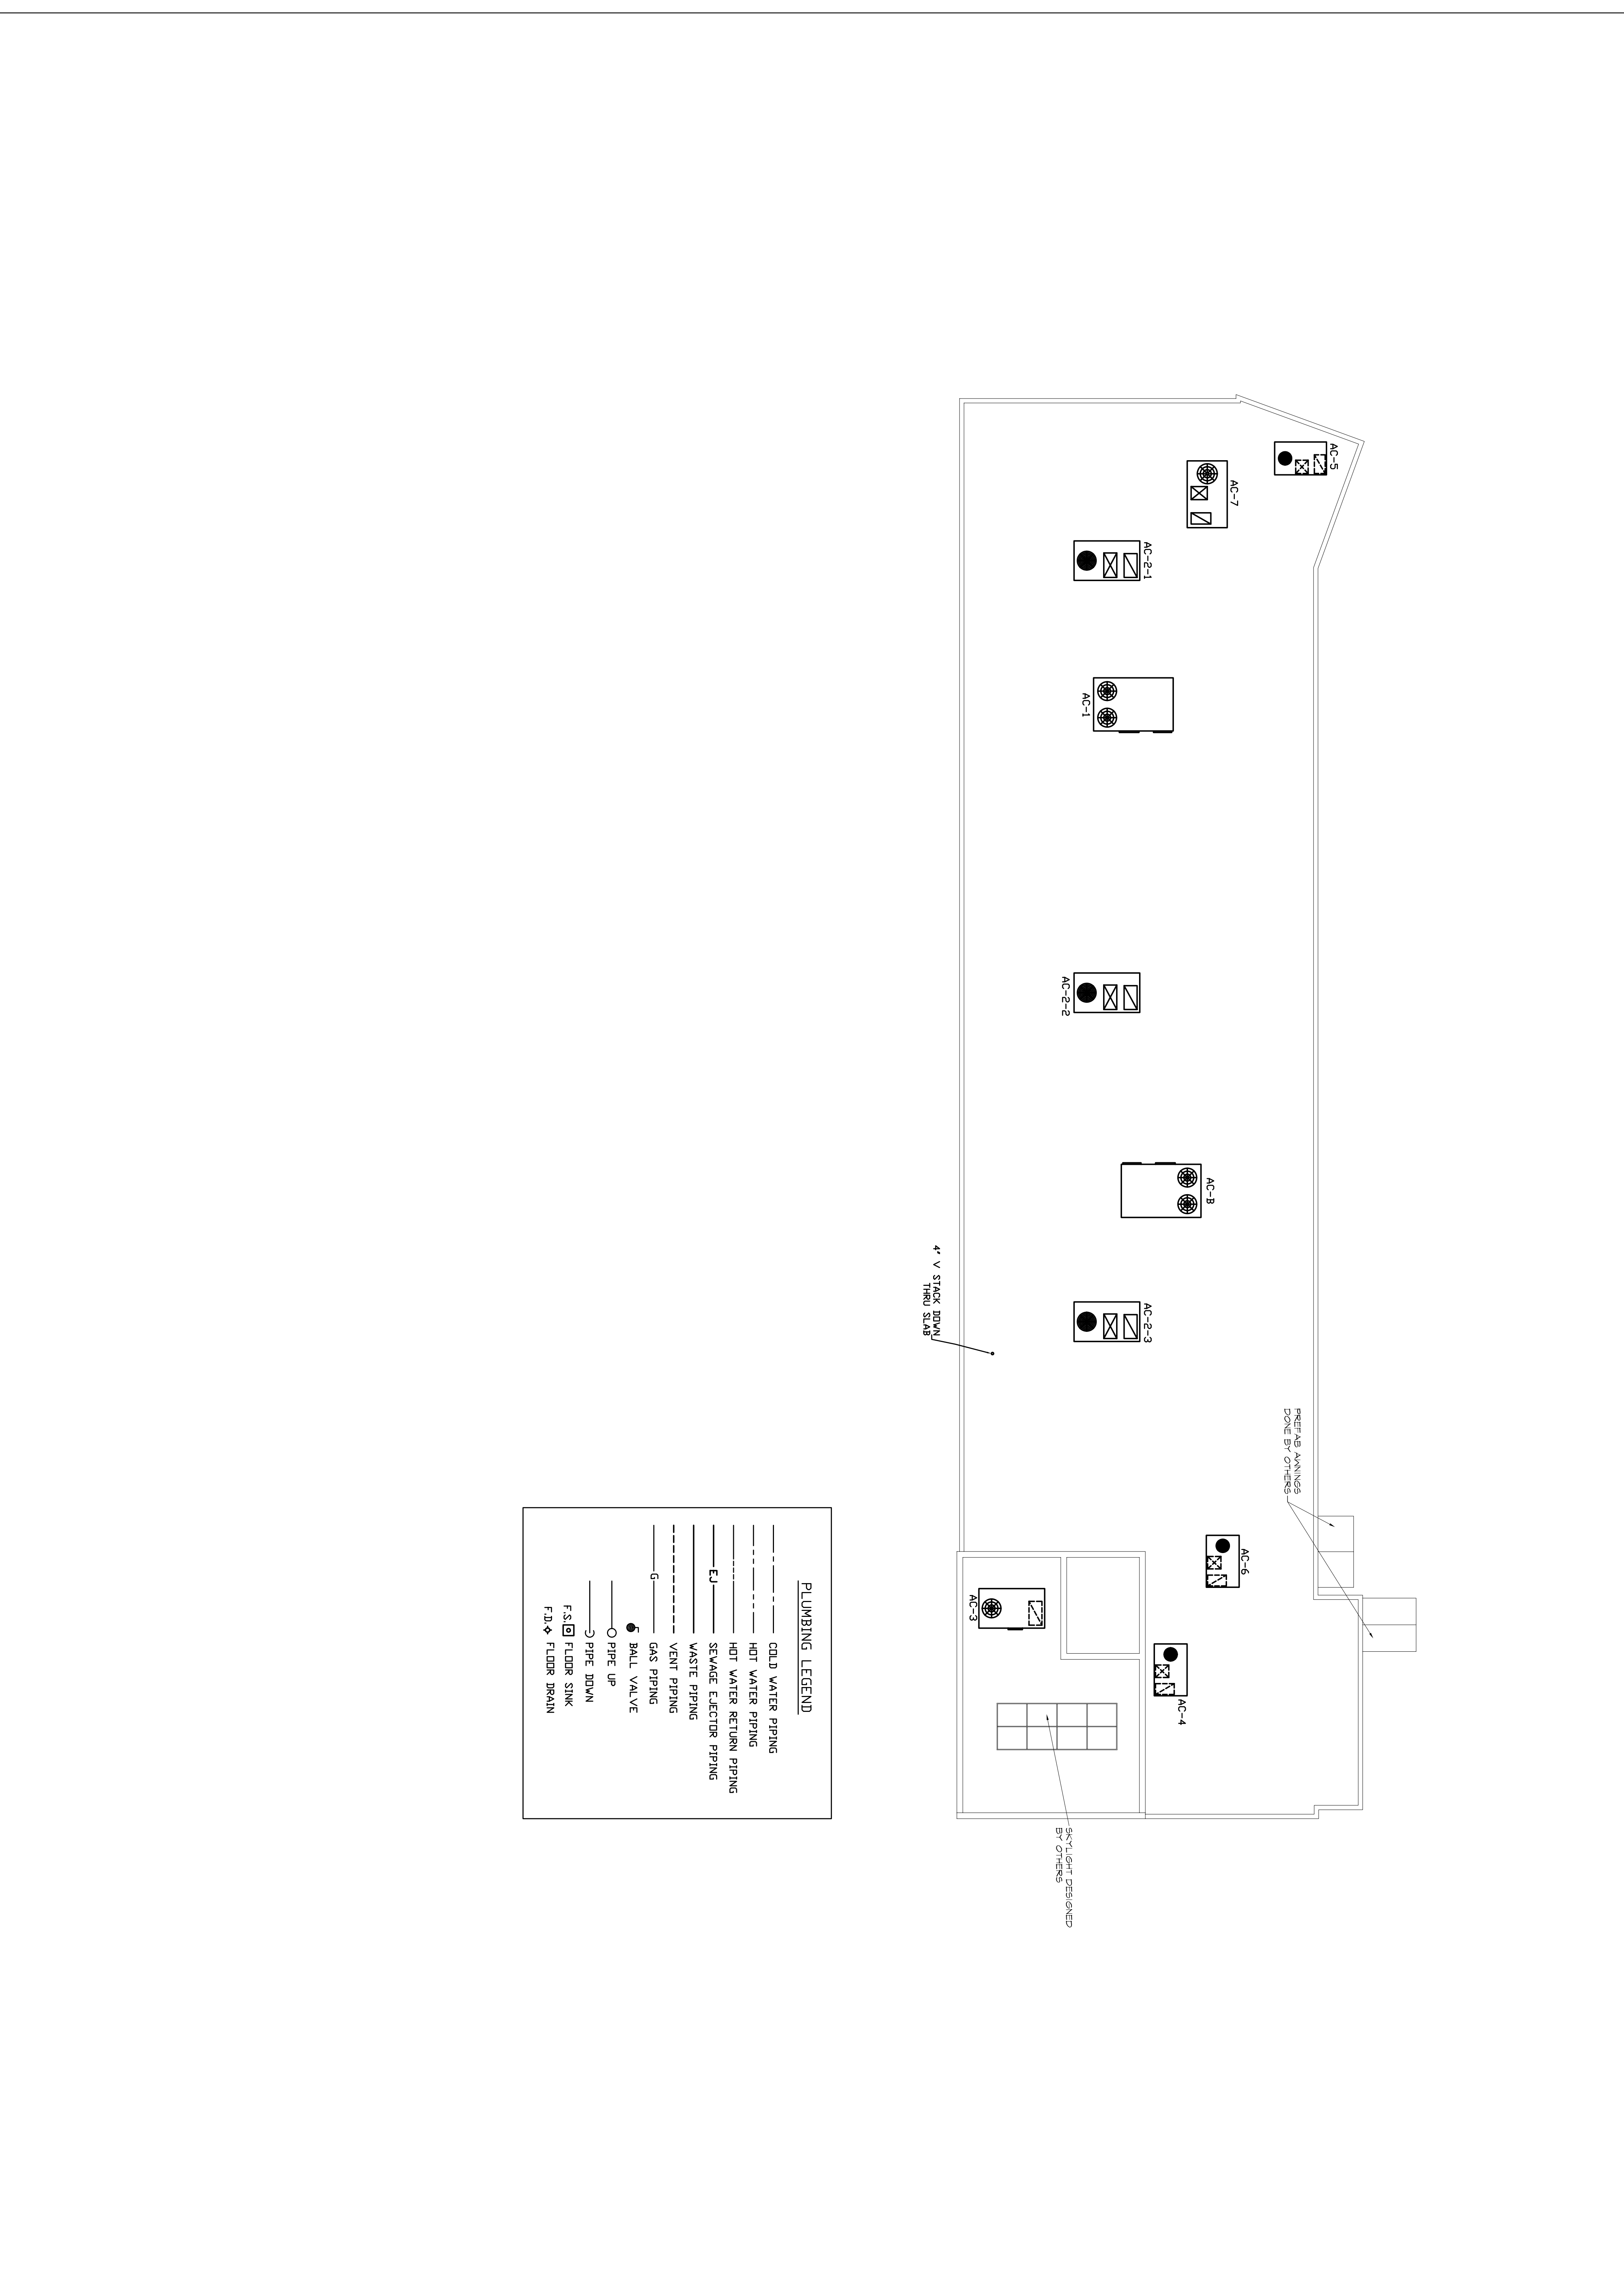 AC-5
AC-7
AC-2-1
AC-1
AC-2-2
AC-B
AC-2-3
4" V STACK DOWN
THRU SLAB
PREFAB AWNINGS
DONE BY OTHERS
AC-6
AC-3
AC-4
SKYLIGHT DESIGNED
BY OTHERS
PLUMBING LEGEND
COLD WATER PIPING
HOT WATER PIPING
HOT WATER RETURN PIPING
EJ SEWAGE EJECTOR PIPING
WASTE PIPING
VENT PIPING
G GAS PIPING
BALL VALVE
PIPE UP
PIPE DOWN
F.S. FLOOR SINK
F.D. FLOOR DRAIN